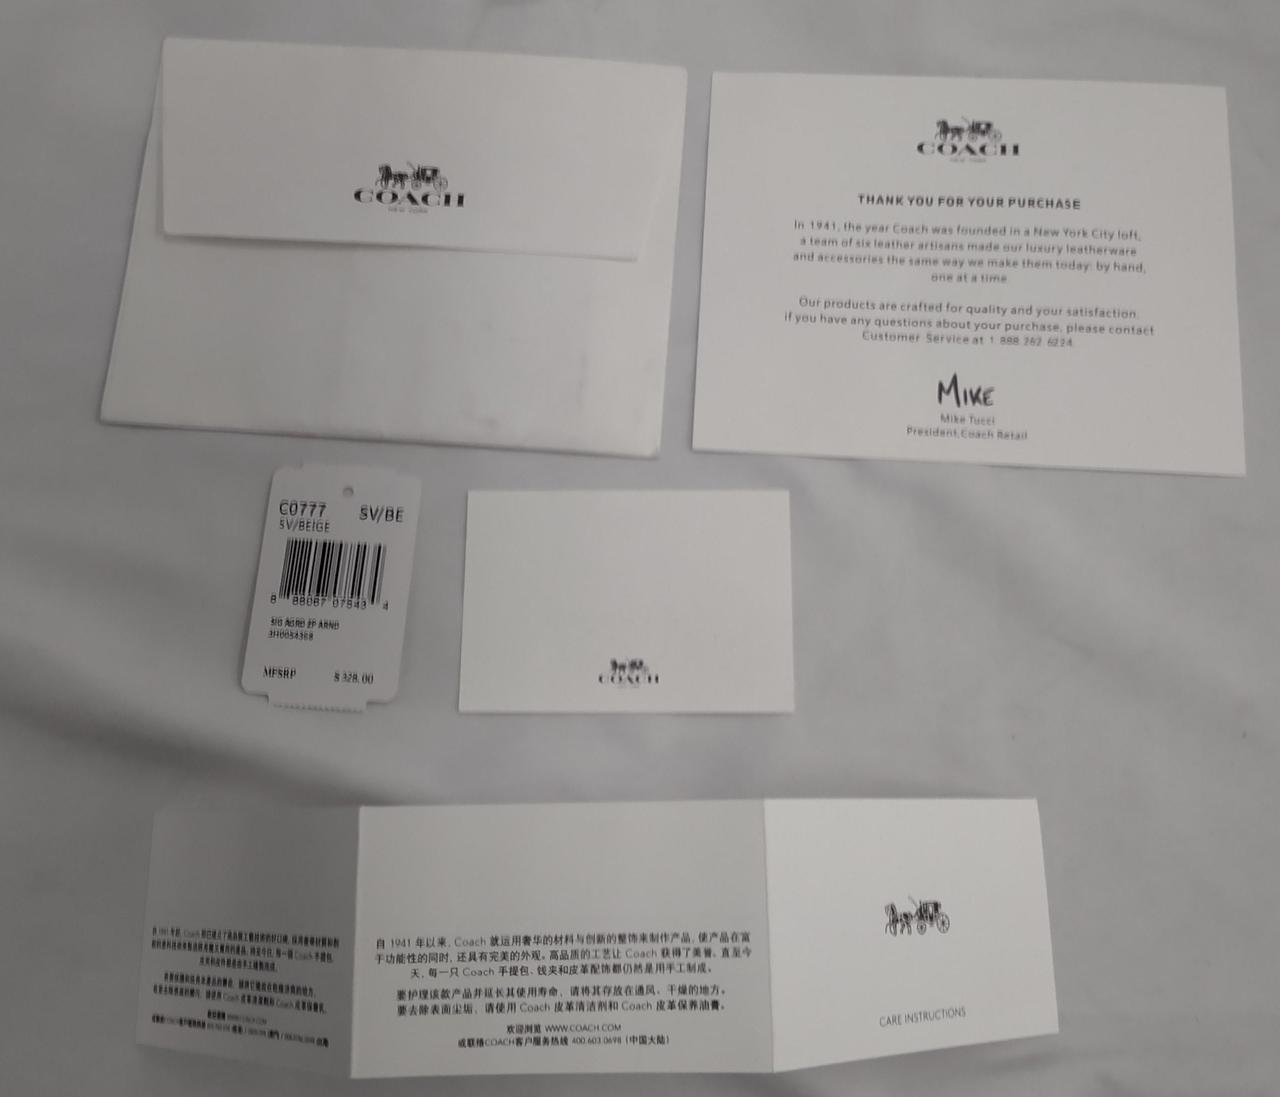 COACH
NEW YORK
COACH
NEW YORK
THANK YOU FOR YOUR PURCHASE
In 1941, the year Coach was founded in a New York City loft,
a team of six leather artisans made our luxury leatherware
and accessories the same way we make them today: by hand,
one at a time.
Our products are crafted for quality and your satisfaction.
If you have any questions about your purchase, please contact
Customer Service at 1 888 262 6224.
MIKE
Mike Tucci
President, Coach Retail
C0777 SV/BE
SV/BEIGE
8 88067 07543 4
MFSRP $ 328.00
COACH
自 1941 年以来, Coach 就运用奢华的材料与创新的整饰来制作产品, 使产品在富
于功能性的同时, 还具有完美的外观。高品质的工艺让 Coach 获得了美誉。直至今
天, 每一只 Coach 手提包、钱夹和皮革配饰都仍然是用手工制成。
要护理该款产品并延长其使用寿命, 请将其存放在通风、干燥的地方。
要去除表面尘垢, 请使用 Coach 皮革清洁剂和 Coach 皮革保养油膏。
欢迎浏览 WWW.COACH.COM
或联络COACH客户服务热线 400.603.0698 (中国大陆)
CARE INSTRUCTIONS